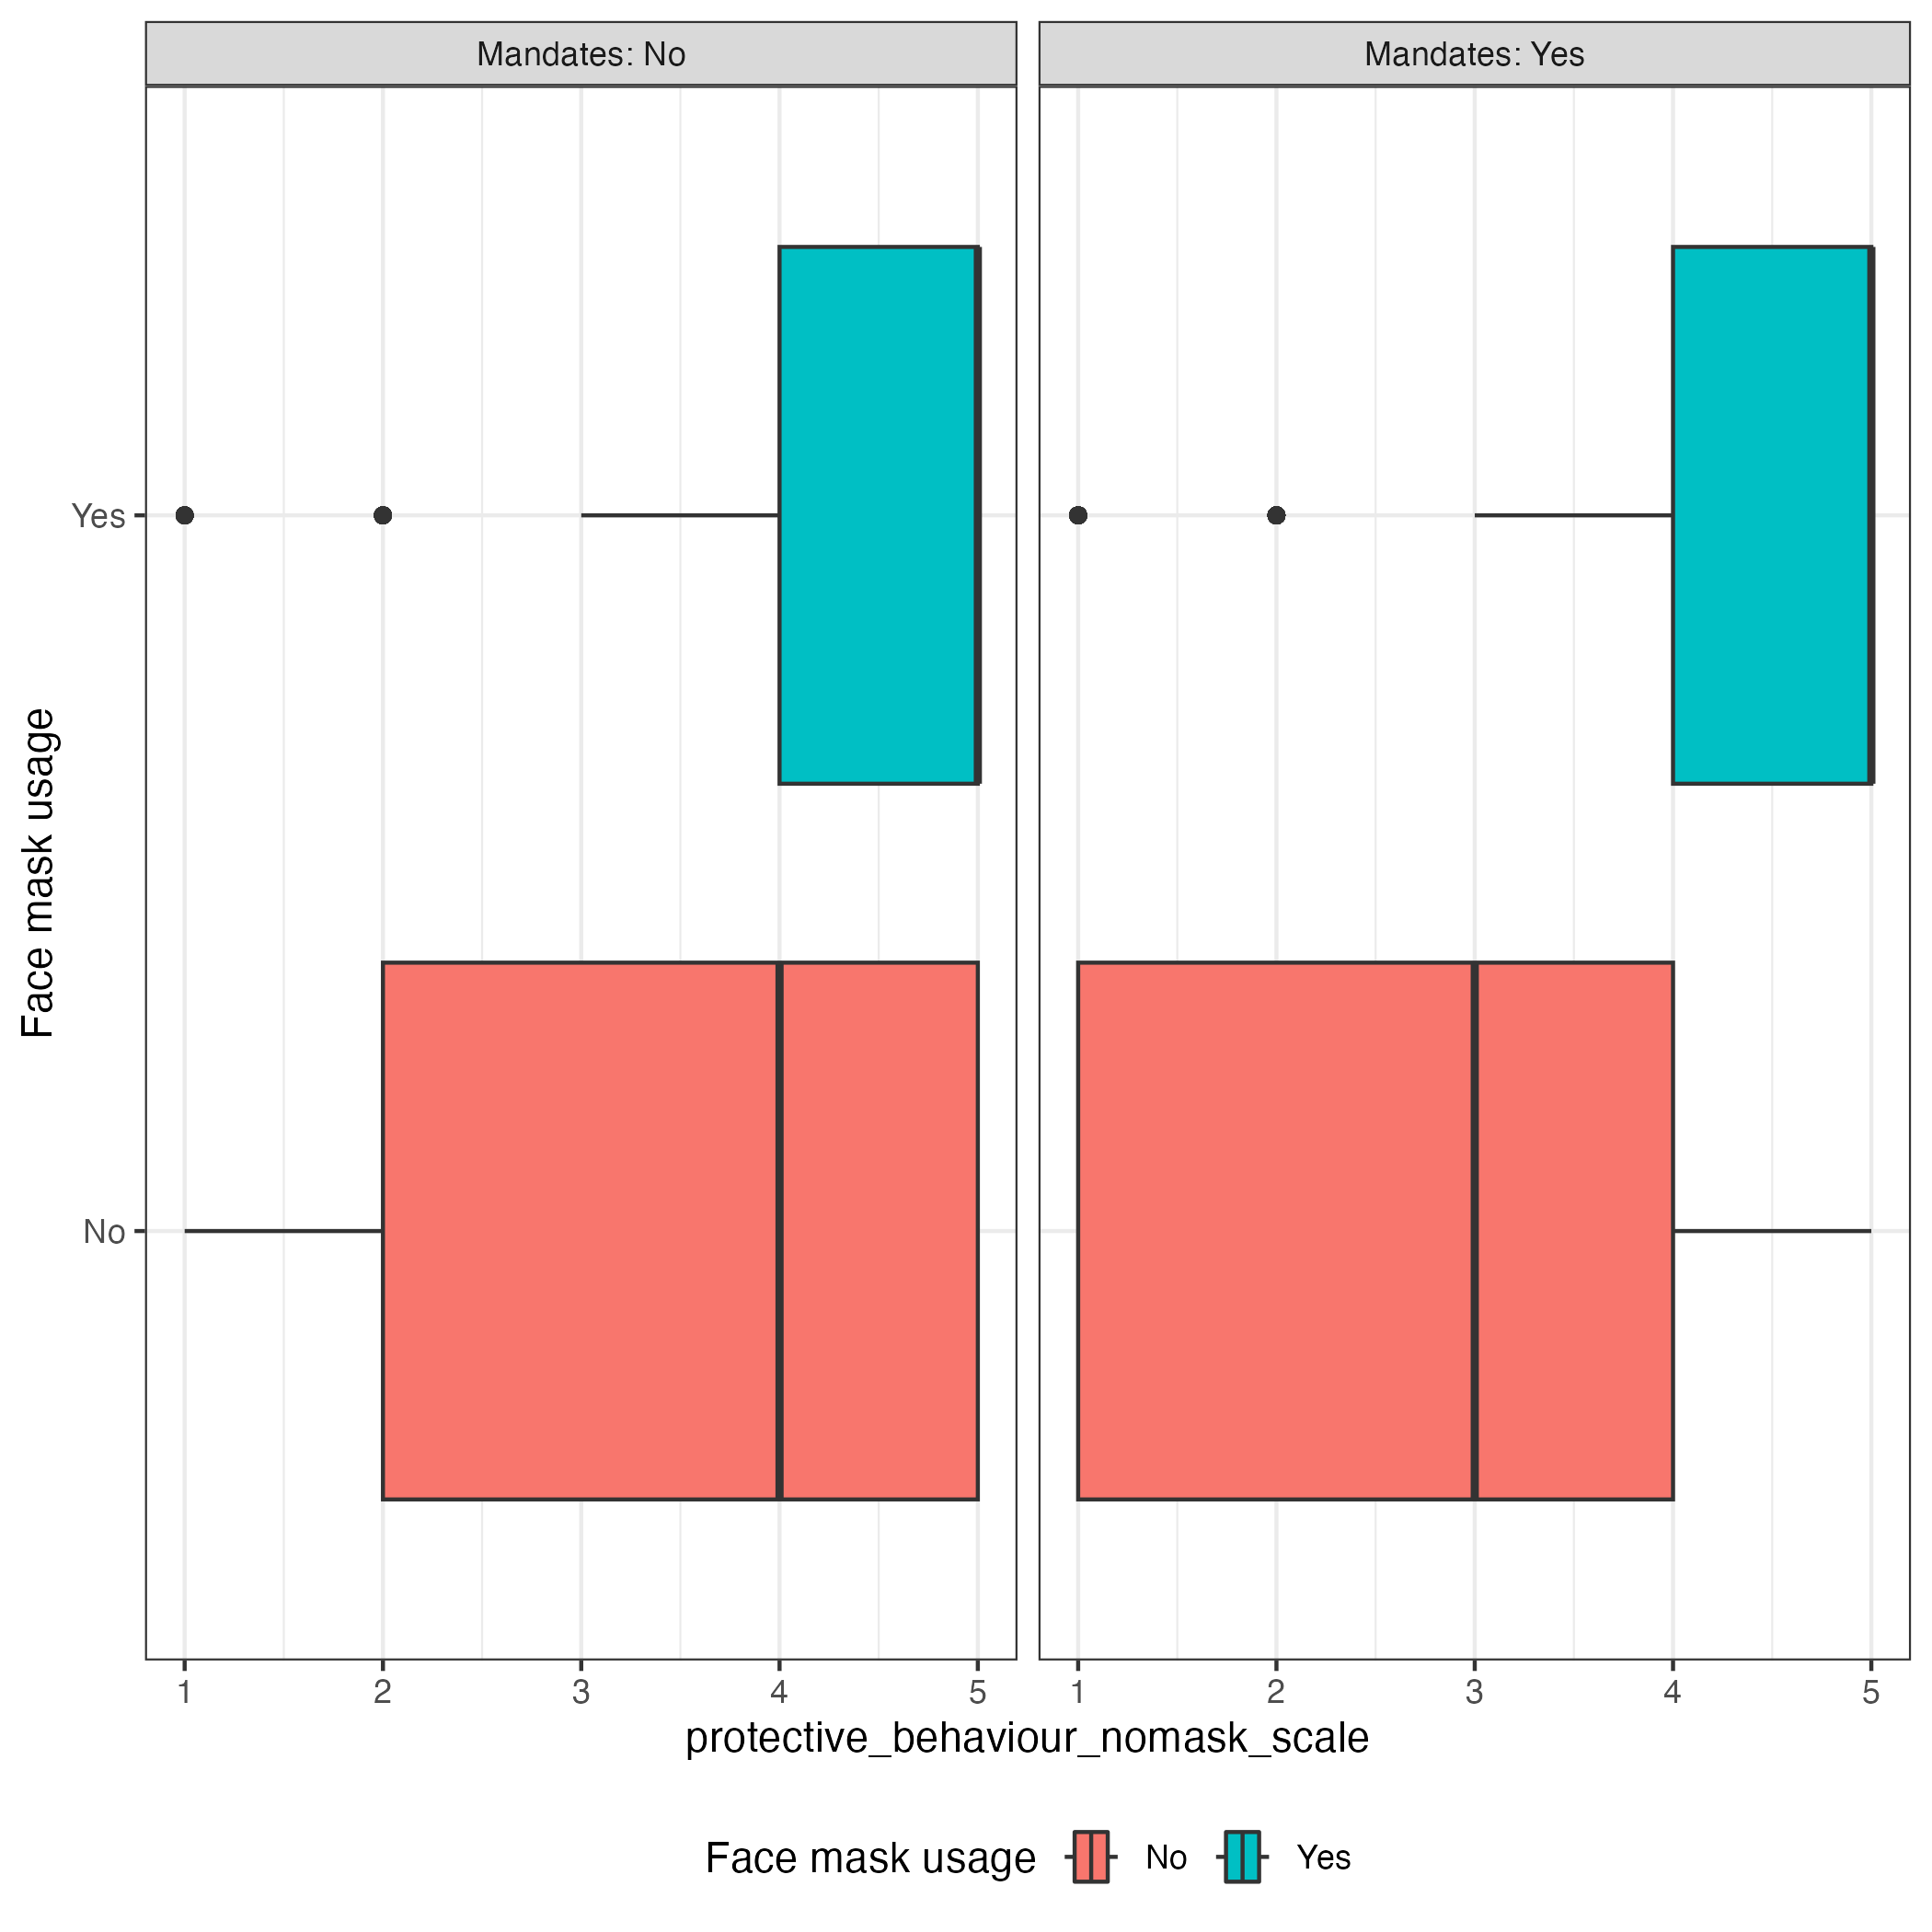 Mandates: No
Mandates: Yes
Face mask usage
Yes
No
1 2 3 4 5
1 2 3 4 5
protective_behaviour_nomask_scale
Face mask usage No Yes